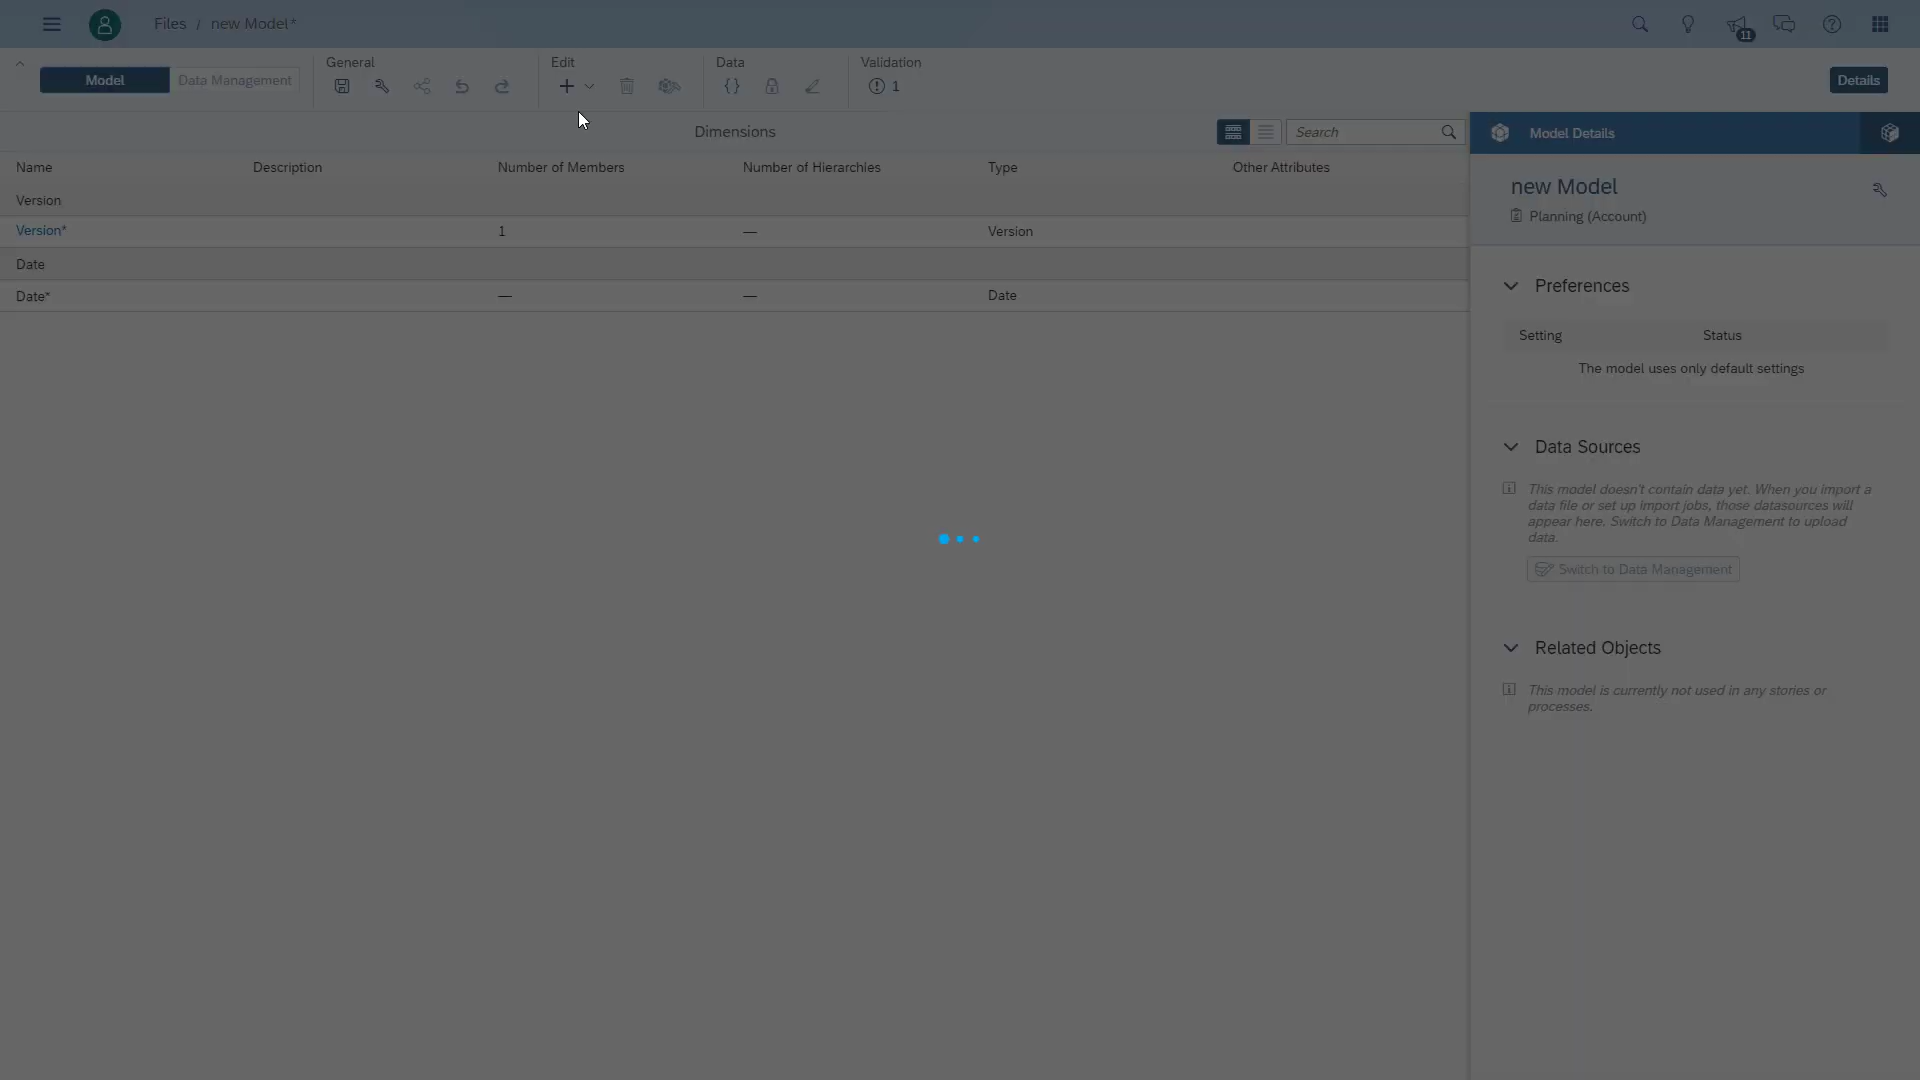 Files / new Model*
11
Model
Data Management
General
Edit
Data
Validation
1
Details
Dimensions
Search
Name
Description
Number of Members
Number of Hierarchies
Type
Other Attributes
Version
Version*
1
—
Version
Date
Date*
—
—
Date
Model Details
new Model
Planning (Account)
Preferences
Setting
Status
The model uses only default settings
Data Sources
This model doesn't contain data yet. When you import a
data file or set up import jobs, those datasources will
appear here. Switch to Data Management to upload
data.
Switch to Data Management
Related Objects
This model is currently not used in any stories or
processes.